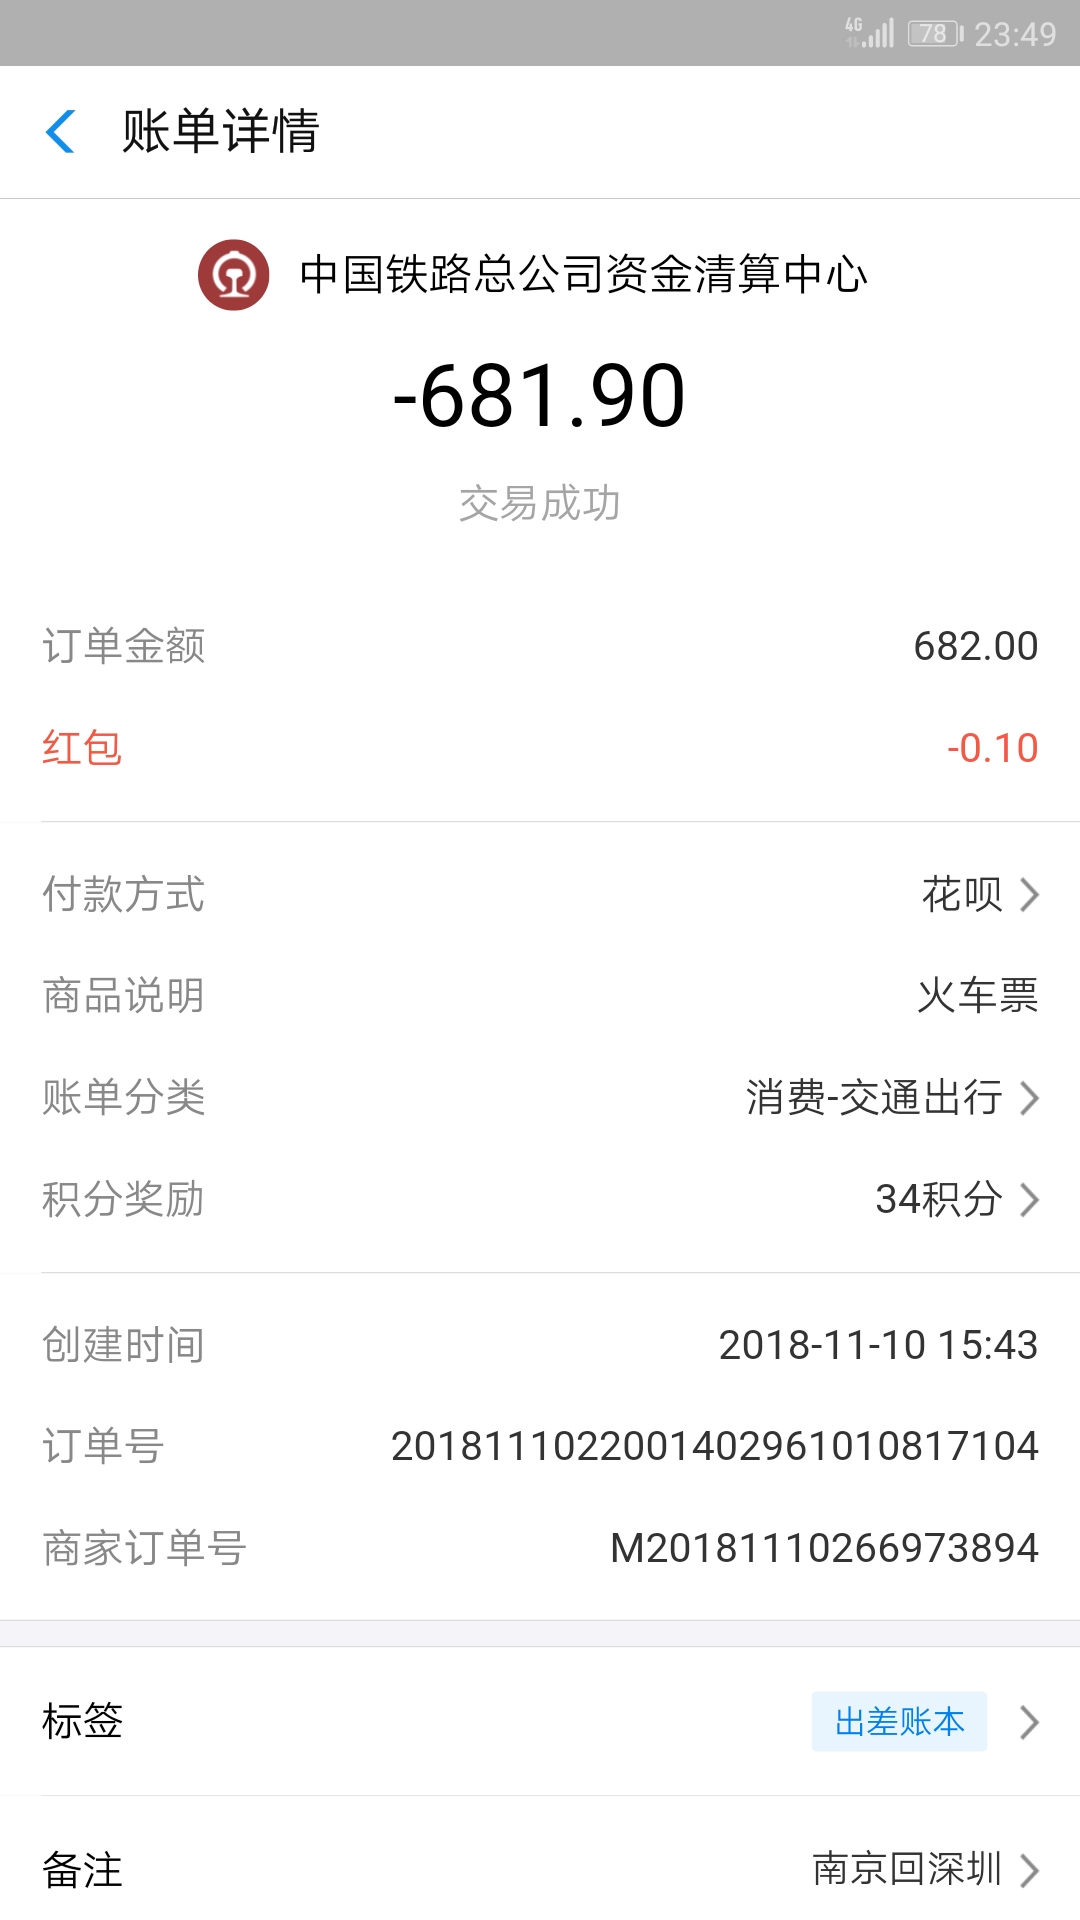 4G 78 23:49
账单详情
中国铁路总公司资金清算中心
-681.90
交易成功
订单金额 682.00
红包 -0.10
付款方式 花呗
商品说明 火车票
账单分类 消费-交通出行
积分奖励 34积分
创建时间 2018-11-10 15:43
订单号 2018111022001402961010817104
商家订单号 M20181110266973894
标签 出差账本
备注 南京回深圳